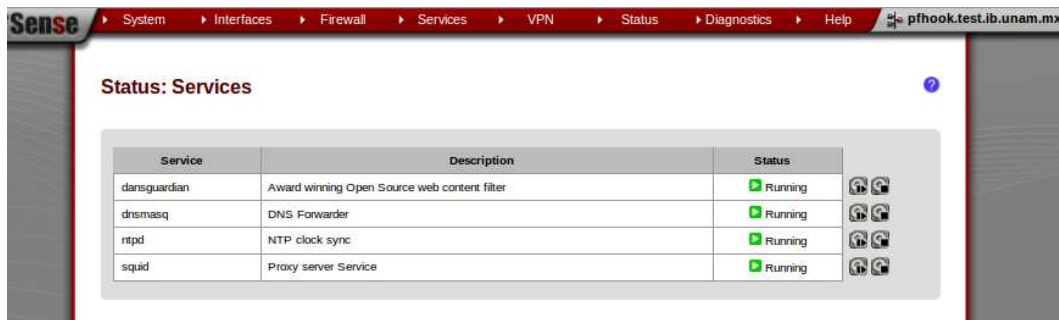 Sense System Interfaces Firewall Services VPN Status Diagnostics Help pfhook.test.ib.unam.mx
Status: Services
?
Service Description Status
dansguardian Award winning Open Source web content filter Running
dnsmasq DNS Forwarder Running
ntpd NTP clock sync Running
squid Proxy server Service Running